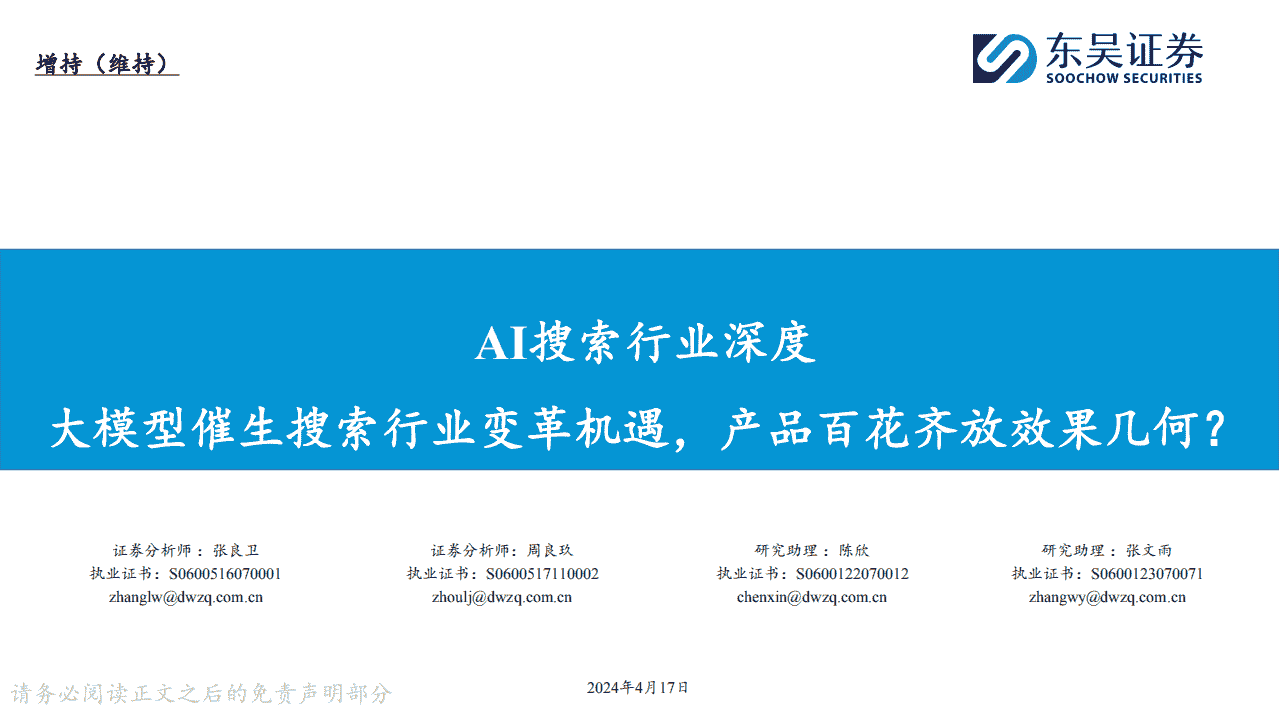 增持（维持）
东吴证券
SOOCHOW SECURITIES
AI搜索行业深度
大模型催生搜索行业变革机遇，产品百花齐放效果几何？
证券分析师 ：张良卫
执业证书：S0600516070001
zhanglw@dwzq.com.cn
证券分析师：周良玖
执业证书：S0600517110002
zhoulj@dwzq.com.cn
研究助理 ：陈欣
执业证书：S0600122070012
chenxin@dwzq.com.cn
研究助理 ：张文雨
执业证书：S0600123070071
zhangwy@dwzq.com.cn
2024年4月17日
请务必阅读正文之后的免责声明部分